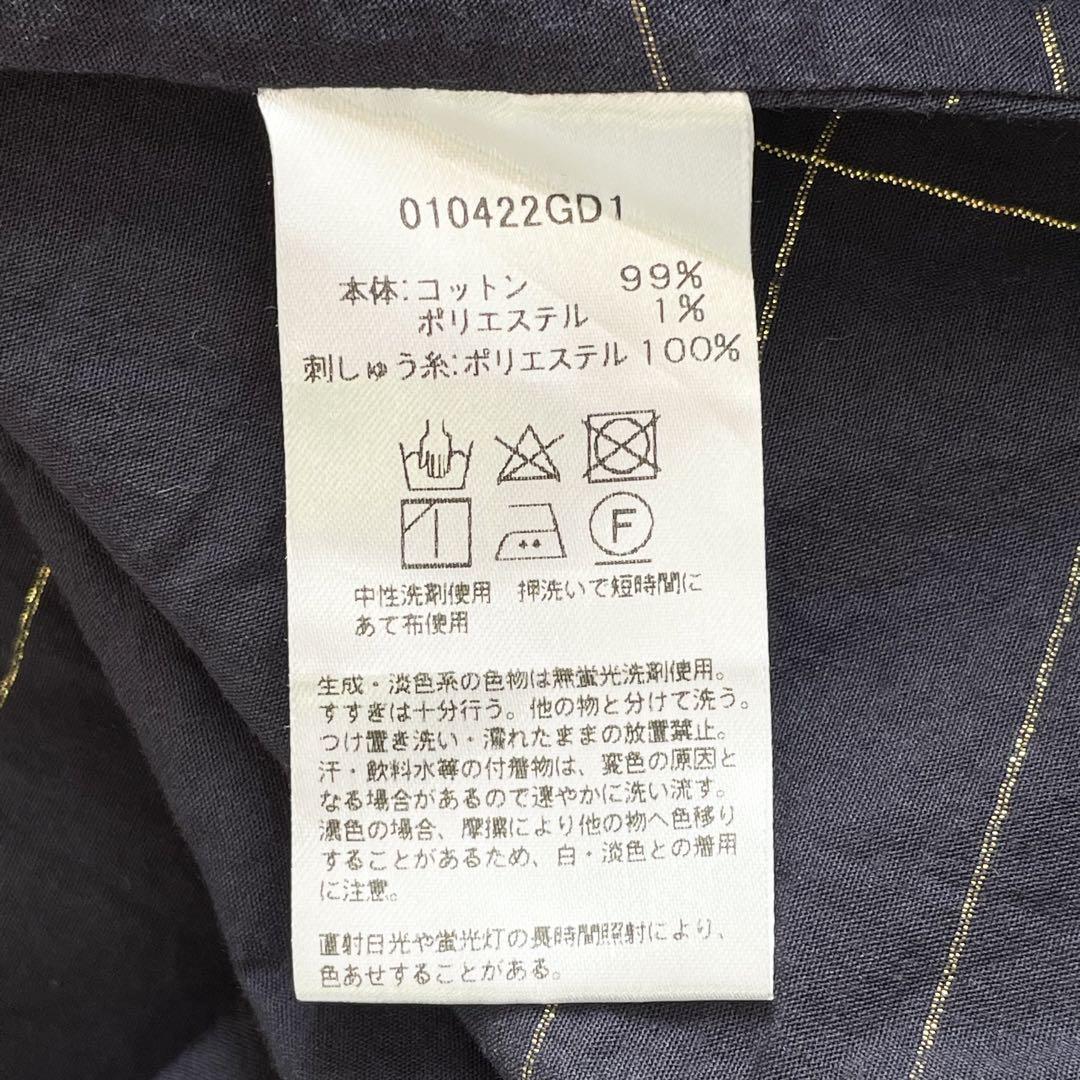 010422GD1
本体:コットン 99%
ポリエステル 1%
刺しゅう糸:ポリエステル 100%
F
中性洗剤使用 押洗いで短時間に
あて布使用
生成・淡色系の色物は無蛍光洗剤使用。
すすぎは十分行う。他の物と分けて洗う。
つけ置き洗い・濡れたままの放置禁止。
汗・飲料水等の付着物は、変色の原因と
なる場合があるので速やかに洗い流す。
濃色の場合、摩擦により他の物へ色移り
することがあるため、白・淡色との着用
に注意。
直射日光や蛍光灯の長時間照射により、
色あせすることがある。